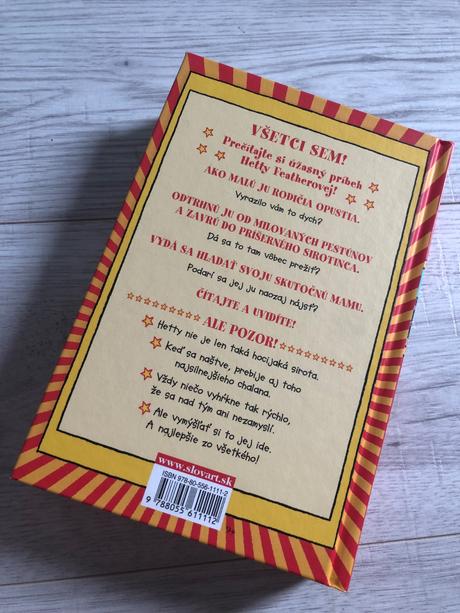 VŠETCI SEM!
Prečítajte si úžasný príbeh
Hetty Featherovej!
AKO MALÚ JU RODIČIA OPUSTIA.
Vyrazilo vám to dych?
ODTRHNÚ JU OD MILOVANÝCH PESTÚNOV
A ZAVRÚ DO PRÍŠERNÉHO SIROTINCA.
Dá sa to tam vôbec prežiť?
VYDÁ SA HĽADAŤ SVOJU SKUTOČNÚ MAMU.
Podarí sa jej ju naozaj nájsť?
ČÍTAJTE A UVIDÍTE!
ALE POZOR!
Hetty nie je len taká hocijaká sirota.
Keď sa naštve, prebije aj toho
najsilnejšieho chalana.
Vždy niečo vyhŕkne tak rýchlo,
že sa nad tým ani nezamyslí.
Ale vymýšľať si to jej ide.
A najlepšie zo všetkého!
www.slovart.sk
ISBN 978-80-556-1111-2
9 788055 611112
9+